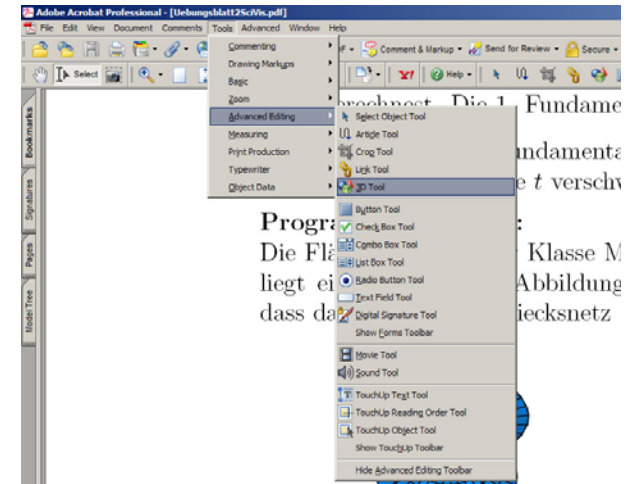 Adobe Acrobat Professional - [Uebungsblatt12SciVis.pdf]
File Edit View Document Comments Tools Advanced Window Help
Comment & Markup Send for Review Secure
Select Help
Commenting
Drawing Markups
Basic
Zoom
Advanced Editing
Measuring
Print Production
Typewriter
Object Data
Select Object Tool
Article Tool
Crop Tool
Link Tool
3D Tool
Button Tool
Check Box Tool
Combo Box Tool
List Box Tool
Radio Button Tool
Text Field Tool
Digital Signature Tool
Show Forms Toolbar
Movie Tool
Sound Tool
TouchUp Text Tool
TouchUp Reading Order Tool
TouchUp Object Tool
Show TouchUp Toolbar
Hide Advanced Editing Toolbar
Bookmarks
Signatures
Pages
Model Tree
Die 1. Fundame
undamenta
e t verschw
Progra :
Die Flä Klasse M
liegt ei Abbildung
dass da iecksnetz